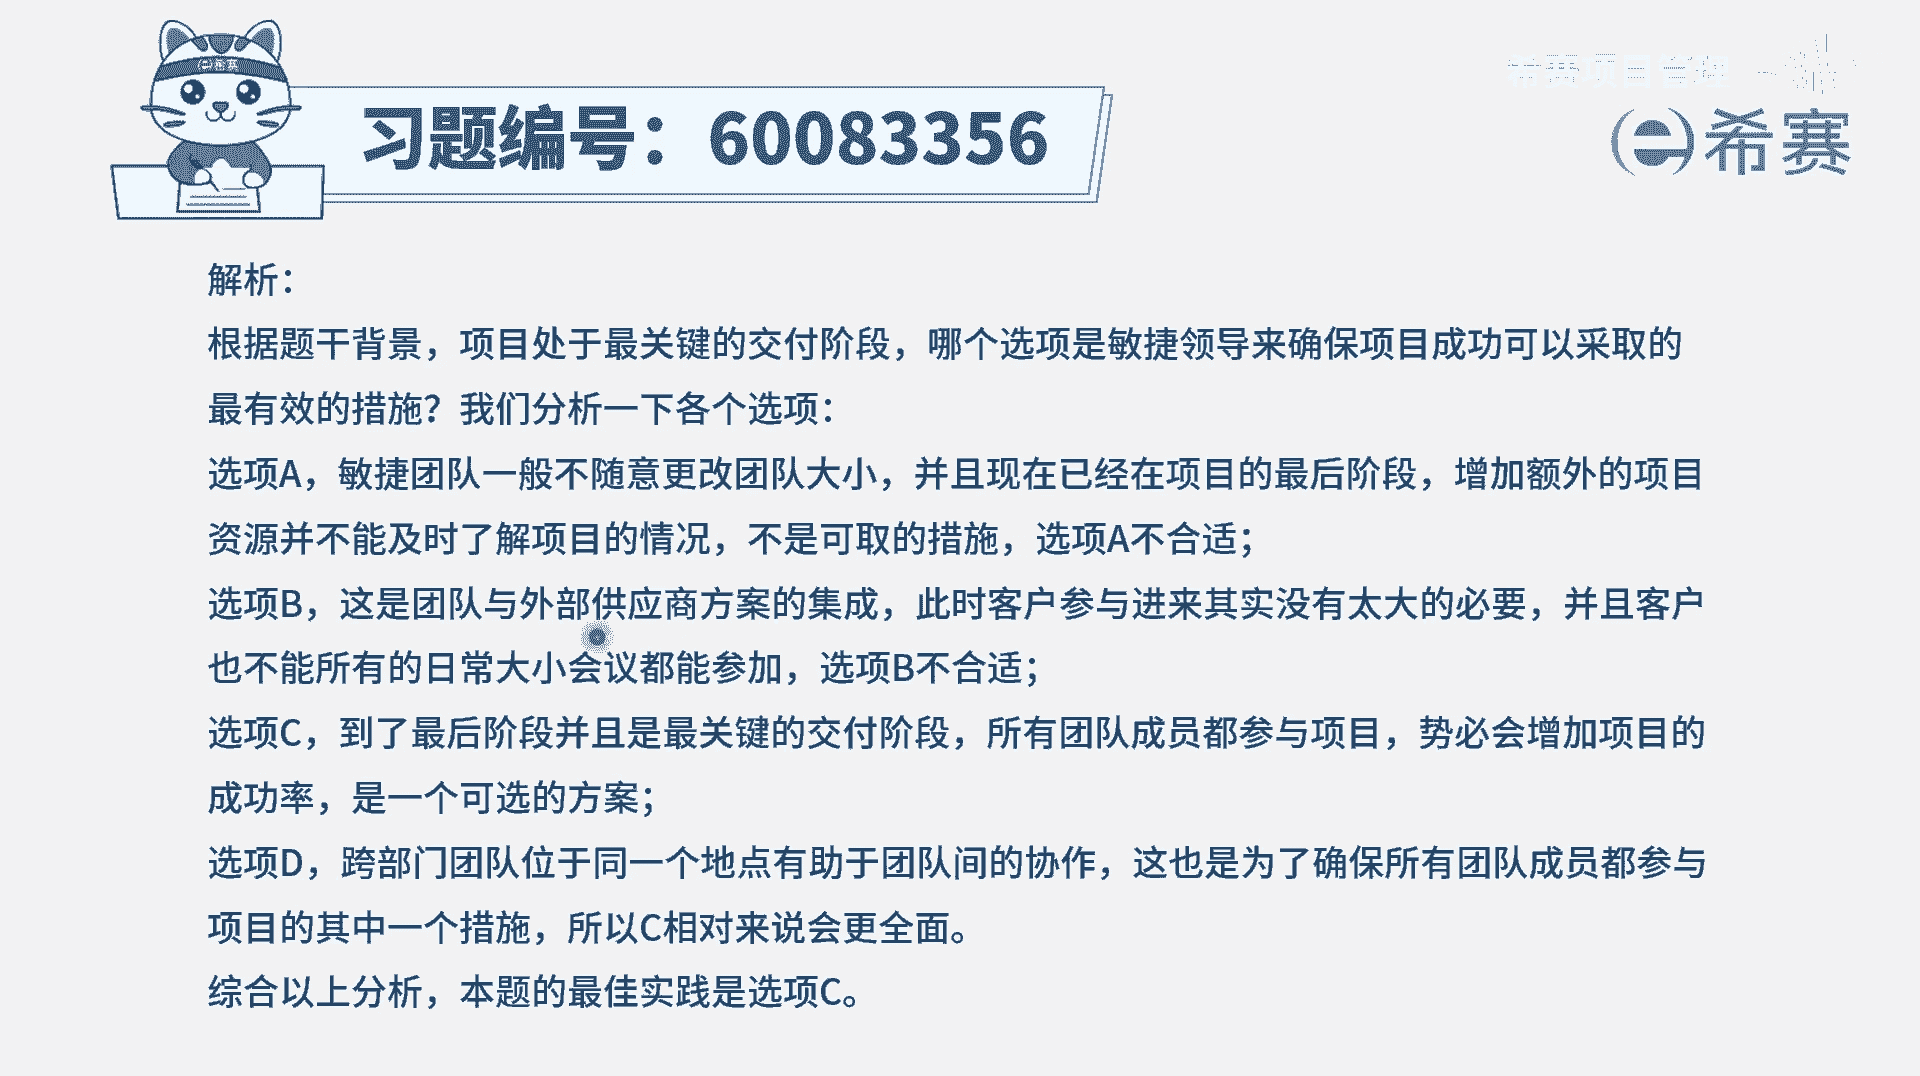 希赛
习题编号：60083356
希赛项目管理
希赛
解析：
根据题干背景，项目处于最关键的交付阶段，哪个选项是敏捷领导来确保项目成功可以采取的
最有效的措施？我们分析一下各个选项：
选项A，敏捷团队一般不随意更改团队大小，并且现在已经在项目的最后阶段，增加额外的项目
资源并不能及时了解项目的情况，不是可取的措施，选项A不合适；
选项B，这是团队与外部供应商方案的集成，此时客户参与进来其实没有太大的必要，并且客户
也不能所有的日常大小会议都能参加，选项B不合适；
选项C，到了最后阶段并且是最关键的交付阶段，所有团队成员都参与项目，势必会增加项目的
成功率，是一个可选的方案；
选项D，跨部门团队位于同一个地点有助于团队间的协作，这也是为了确保所有团队成员都参与
项目的其中一个措施，所以C相对来说会更全面。
综合以上分析，本题的最佳实践是选项C。